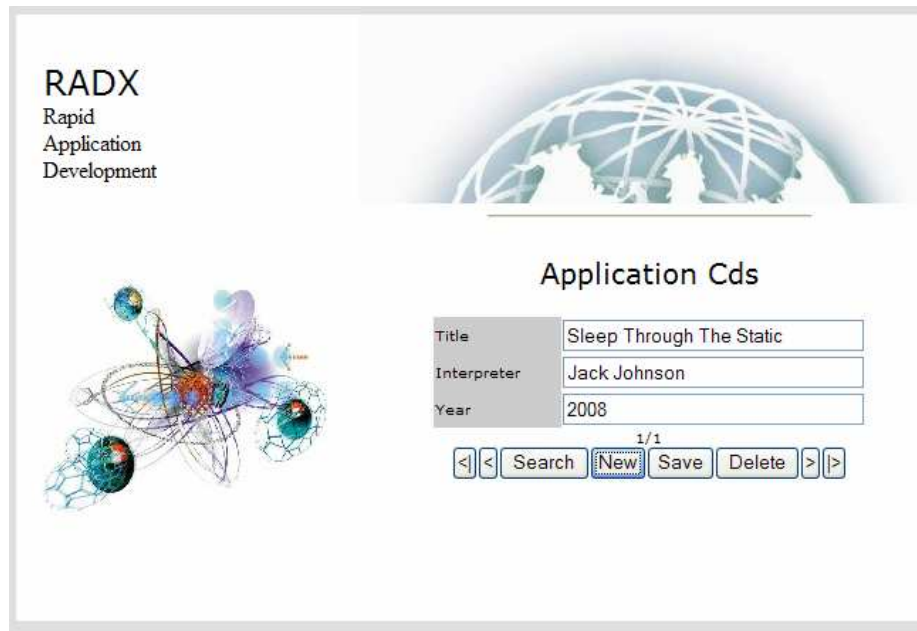 RADX
Rapid
Application
Development
Application Cds
Title Sleep Through The Static
Interpreter Jack Johnson
Year 2008
1/1
<| < Search New Save Delete > |>